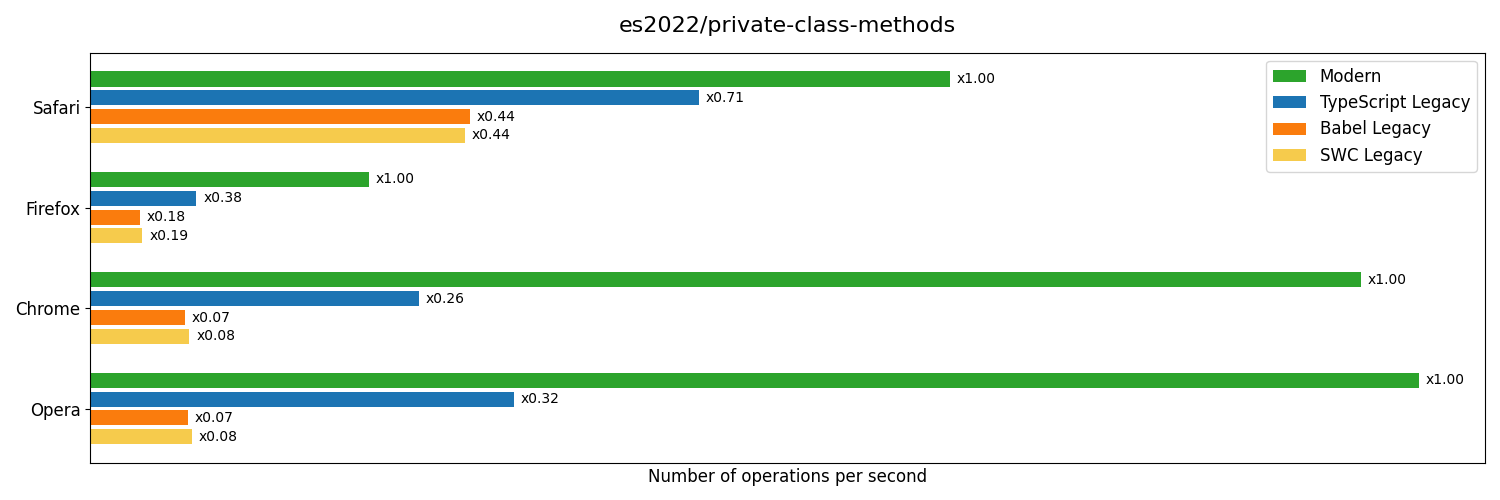 es2022/private-class-methods
Modern
TypeScript Legacy
Babel Legacy
SWC Legacy
Safari
x1.00
x0.71
x0.44
x0.44
Firefox
x1.00
x0.38
x0.18
x0.19
Chrome
x1.00
x0.26
x0.07
x0.08
Opera
x1.00
x0.32
x0.07
x0.08
Number of operations per second